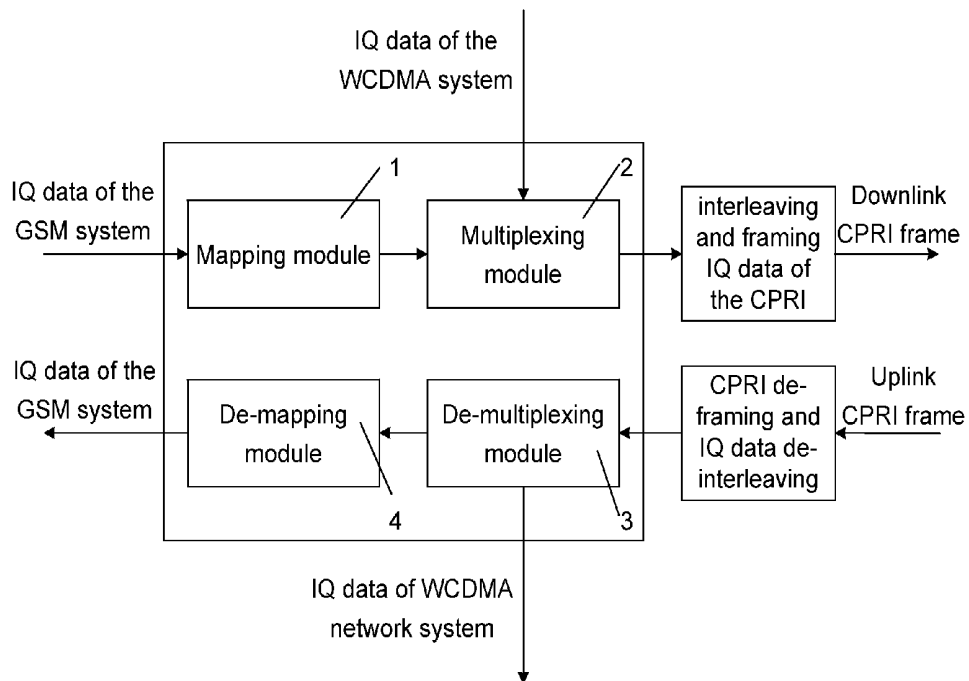 IQ data of the
WCDMA system
IQ data of the
GSM system
1
Mapping module
2
Multiplexing
module
interleaving
and framing
IQ data of
the CPRI
Downlink
CPRI frame
IQ data of the
GSM system
De-mapping
module
4
De-multiplexing
module
3
CPRI de-
framing and
IQ data de-
interleaving
Uplink
CPRI frame
IQ data of WCDMA
network system